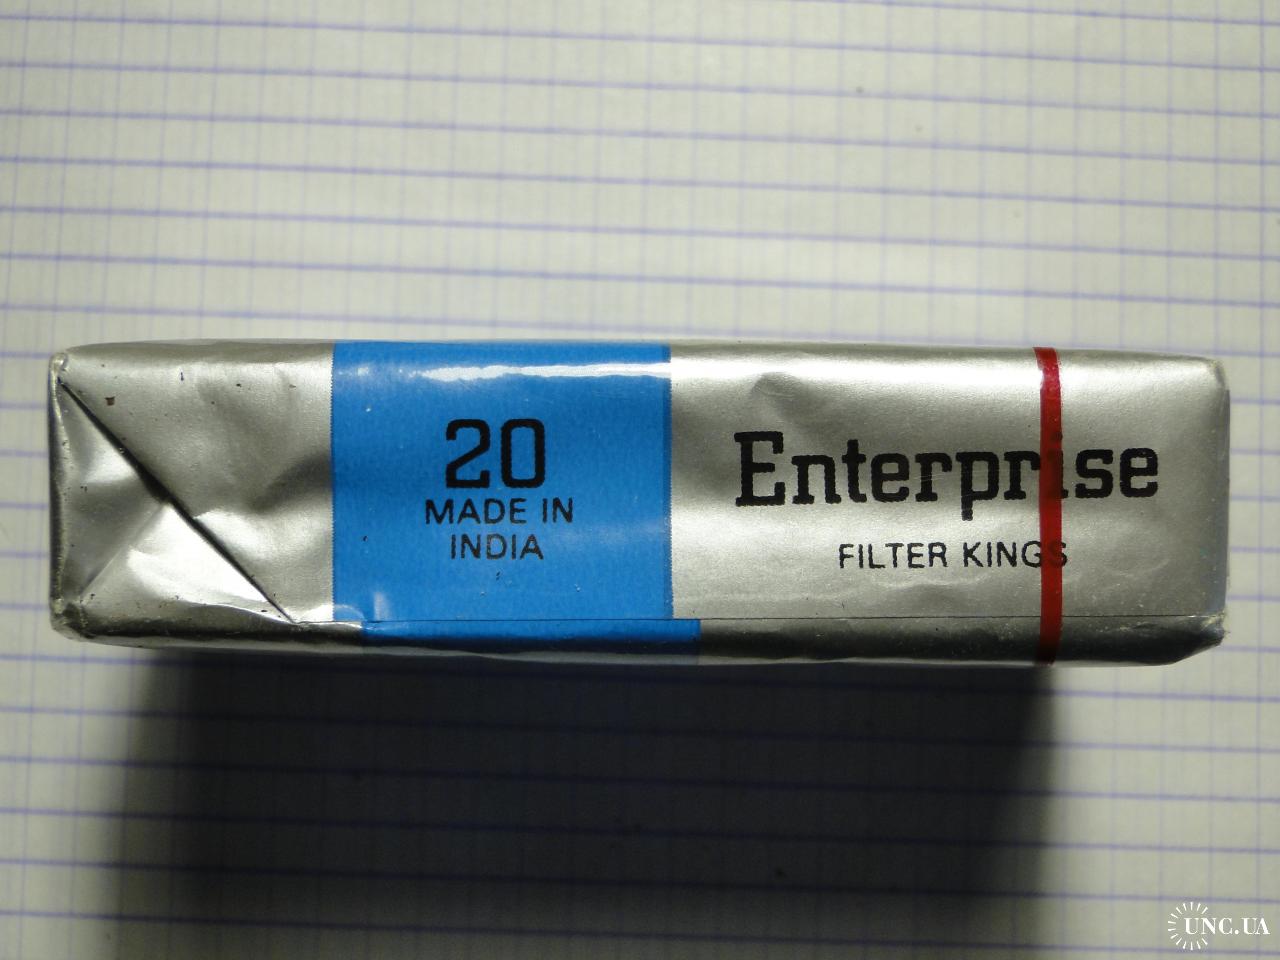 20
MADE IN
INDIA
Enterprise
FILTER KINGS
UNC.UA